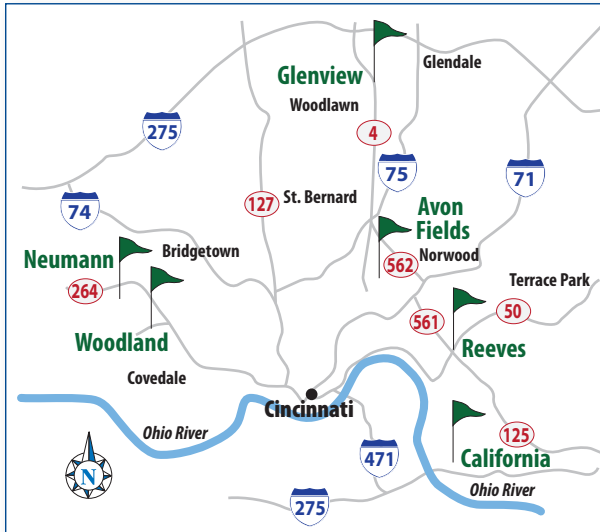 Glenview
Glendale
Woodlawn
275
4
75
71
74
127
St. Bernard
Avon
Fields
Neumann
Bridgetown
562
Norwood
264
Terrace Park
561
50
Woodland
Reeves
Covedale
Cincinnati
Ohio River
N
471
125
California
275
Ohio River